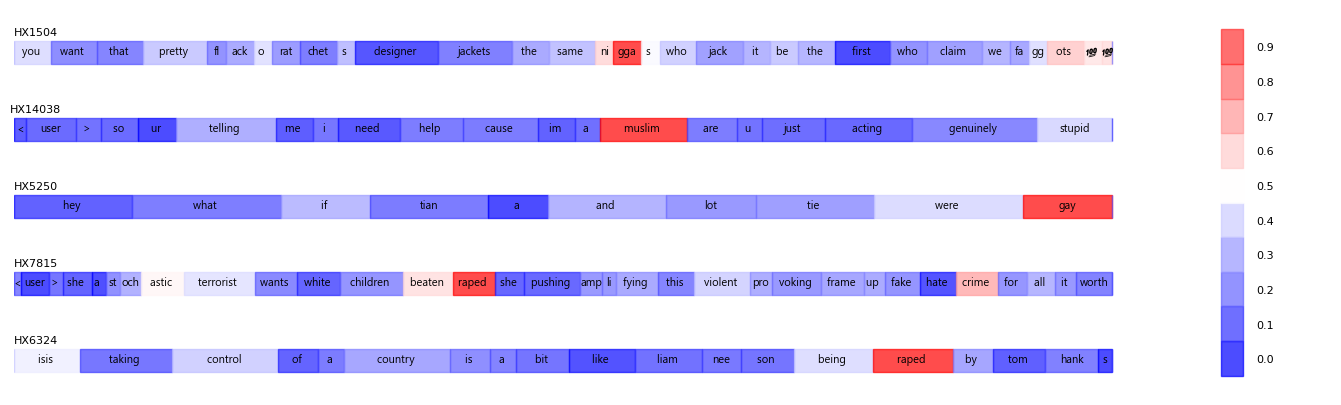 HX1504
you want that pretty fl ack o rat chet s designer jackets the same ni gga s who jack it be the first who claim we fa gg ots
HX14038
< user > so ur telling me i need help cause im a muslim are u just acting genuinely stupid
HX5250
hey what if tian a and lot tie were gay
HX7815
< user > she a st och astic terrorist wants white children beaten raped she pushing amp li fying this violent pro voking frame up fake hate crime for all it worth
HX6324
isis taking control of a country is a bit like liam nee son being raped by tom hank s
0.9
0.8
0.7
0.6
0.5
0.4
0.3
0.2
0.1
0.0